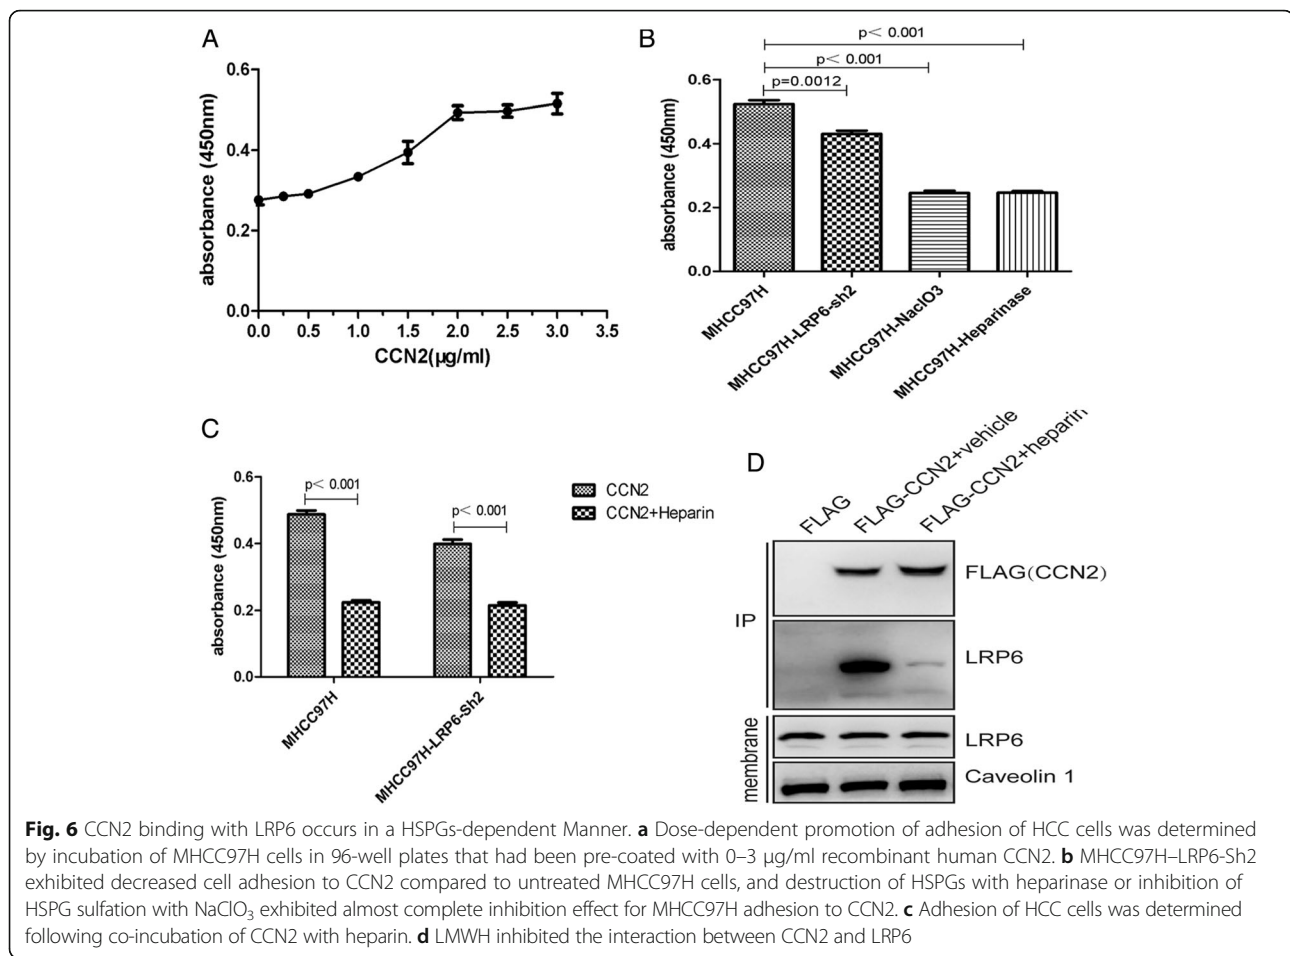 A
absorbance (450nm)
0.6
0.4
0.2
0.0
0.0 0.5 1.0 1.5 2.0 2.5 3.0 3.5
CCN2(µg/ml)
B
p< 0.001
p< 0.001
p=0.0012
absorbance (450nm)
0.6
0.4
0.2
0.0
MHCC97H
MHCC97H-LRP6-sh2
MHCC97H-NaclO3
MHCC97H-Heparinase
C
absorbance (450nm)
0.6
0.4
0.2
0.0
p< 0.001
p< 0.001
CCN2
CCN2+Heparin
MHCC97H
MHCC97H-LRP6-Sh2
D
FLAG
FLAG-CCN2+vehicle
FLAG-CCN2+heparin
IP
FLAG(CCN2)
LRP6
membrane
LRP6
Caveolin 1
Fig. 6 CCN2 binding with LRP6 occurs in a HSPGs-dependent Manner. a Dose-dependent promotion of adhesion of HCC cells was determined
by incubation of MHCC97H cells in 96-well plates that had been pre-coated with 0–3 µg/ml recombinant human CCN2. b MHCC97H–LRP6-Sh2
exhibited decreased cell adhesion to CCN2 compared to untreated MHCC97H cells, and destruction of HSPGs with heparinase or inhibition of
HSPG sulfation with NaClO₃ exhibited almost complete inhibition effect for MHCC97H adhesion to CCN2. c Adhesion of HCC cells was determined
following co-incubation of CCN2 with heparin. d LMWH inhibited the interaction between CCN2 and LRP6